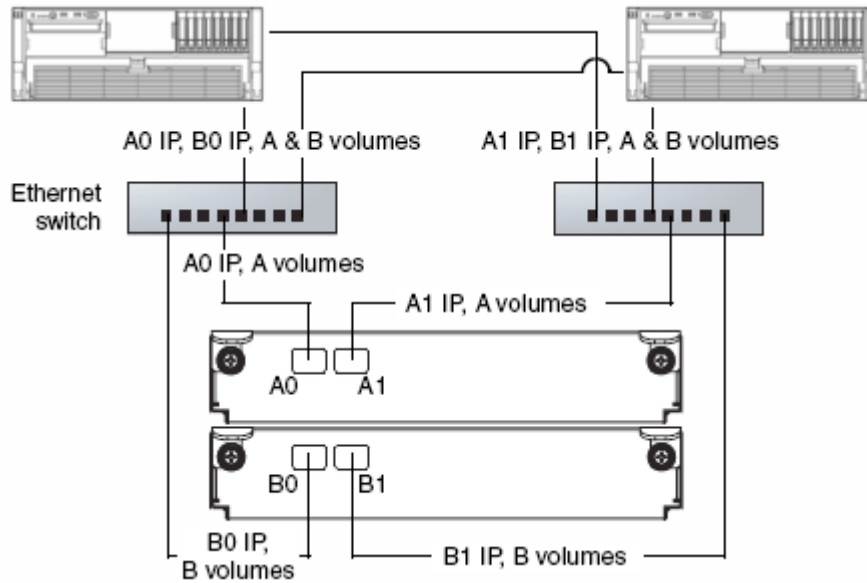 A0 IP, B0 IP, A & B volumes
A1 IP, B1 IP, A & B volumes
Ethernet
switch
A0 IP, A volumes
A1 IP, A volumes
A0
A1
B0
B1
B0 IP,
B volumes
B1 IP, B volumes